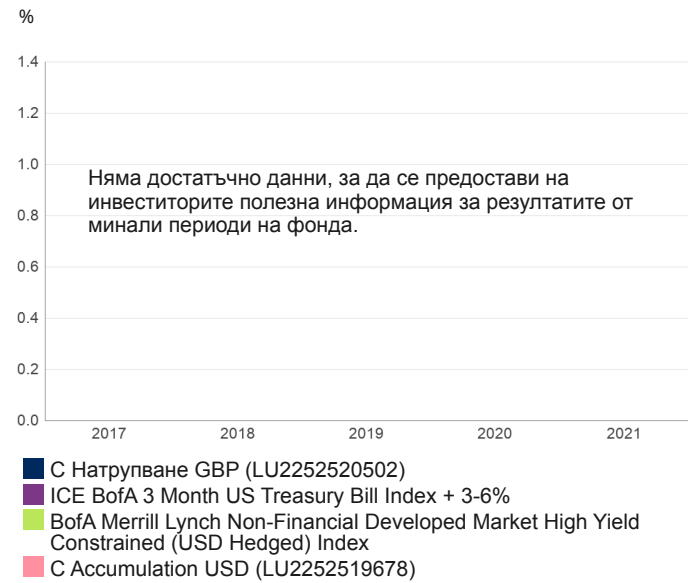 %
1.4
1.2
1.0
Няма достатъчно данни, за да се предостави на
инвеститорите полезна информация за резултатите от
минали периоди на фонда.
0.8
0.6
0.4
0.2
0.0
2017 2018 2019 2020 2021
С Натрупване GBP (LU2252520502)
ICE BofA 3 Month US Treasury Bill Index + 3-6%
BofA Merrill Lynch Non-Financial Developed Market High Yield
Constrained (USD Hedged) Index
C Accumulation USD (LU2252519678)